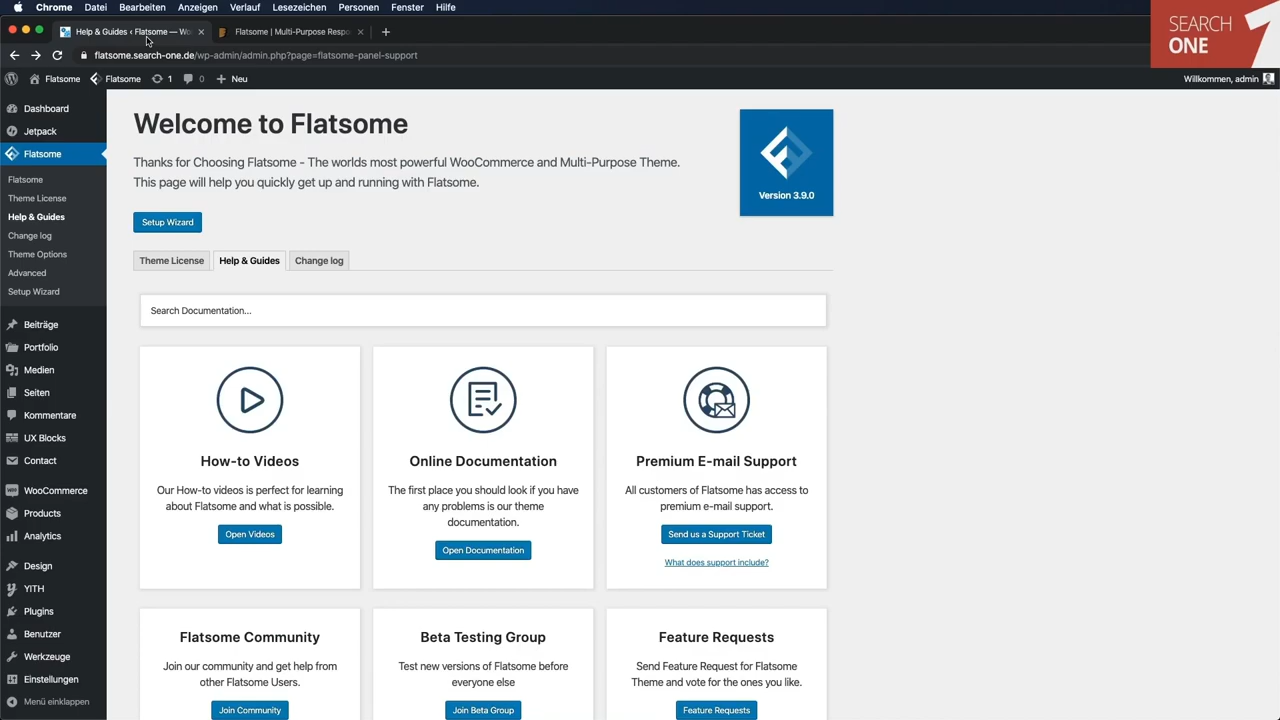 Chrome Datei Bearbeiten Anzeigen Verlauf Lesezeichen Personen Fenster Hilfe
Help & Guides ‹ Flatsome — Wo
Flatsome | Multi-Purpose Respo
flatsome.search-one.de/wp-admin/admin.php?page=flatsome-panel-support
SEARCH
ONE
Flatsome Flatsome 1 0 Neu
Willkommen, admin
Dashboard
Jetpack
Flatsome
Flatsome
Theme License
Help & Guides
Change log
Theme Options
Advanced
Setup Wizard
Beiträge
Portfolio
Medien
Seiten
Kommentare
UX Blocks
Contact
WooCommerce
Products
Analytics
Design
YITH
Plugins
Benutzer
Werkzeuge
Einstellungen
Menü einklappen
Welcome to Flatsome
Thanks for Choosing Flatsome - The worlds most powerful WooCommerce and Multi-Purpose Theme.
This page will help you quickly get up and running with Flatsome.
Version 3.9.0
Setup Wizard
Theme License Help & Guides Change log
Search Documentation...
How-to Videos
Our How-to videos is perfect for learning
about Flatsome and what is possible.
Open Videos
Online Documentation
The first place you should look if you have
any problems is our theme
documentation.
Open Documentation
Premium E-mail Support
All customers of Flatsome has access to
premium e-mail support.
Send us a Support Ticket
What does support include?
Flatsome Community
Join our community and get help from
other Flatsome Users.
Join Community
Beta Testing Group
Test new versions of Flatsome before
everyone else
Join Beta Group
Feature Requests
Send Feature Request for Flatsome
Theme and vote for the ones you like.
Feature Requests